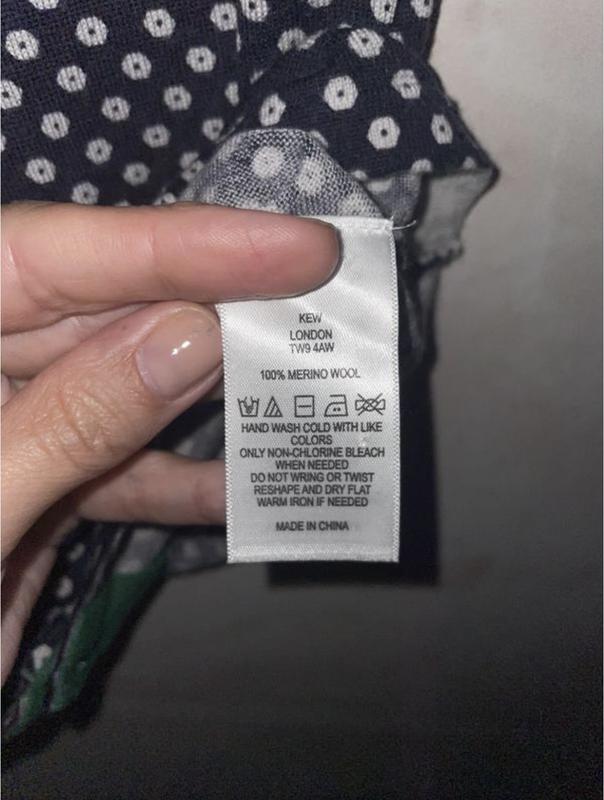 KEW
LONDON
TW9 4AW
100% MERINO WOOL
HAND WASH COLD WITH LIKE
COLORS
ONLY NON-CHLORINE BLEACH
WHEN NEEDED
DO NOT WRING OR TWIST
RESHAPE AND DRY FLAT
WARM IRON IF NEEDED
MADE IN CHINA